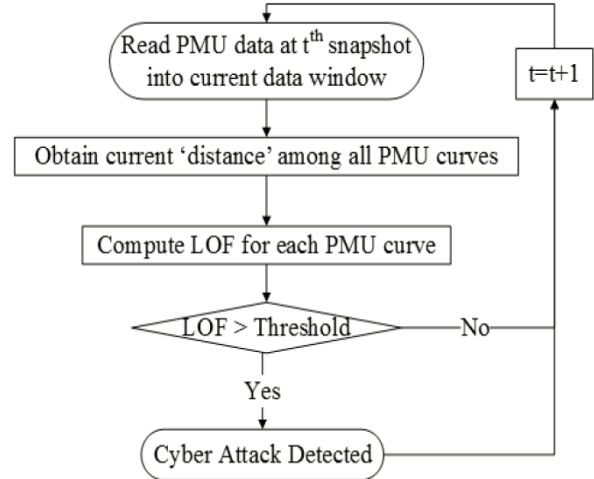 Read PMU data at tth snapshot
into current data window
t=t+1
Obtain current ‘distance’ among all PMU curves
Compute LOF for each PMU curve
LOF > Threshold
No
Yes
Cyber Attack Detected